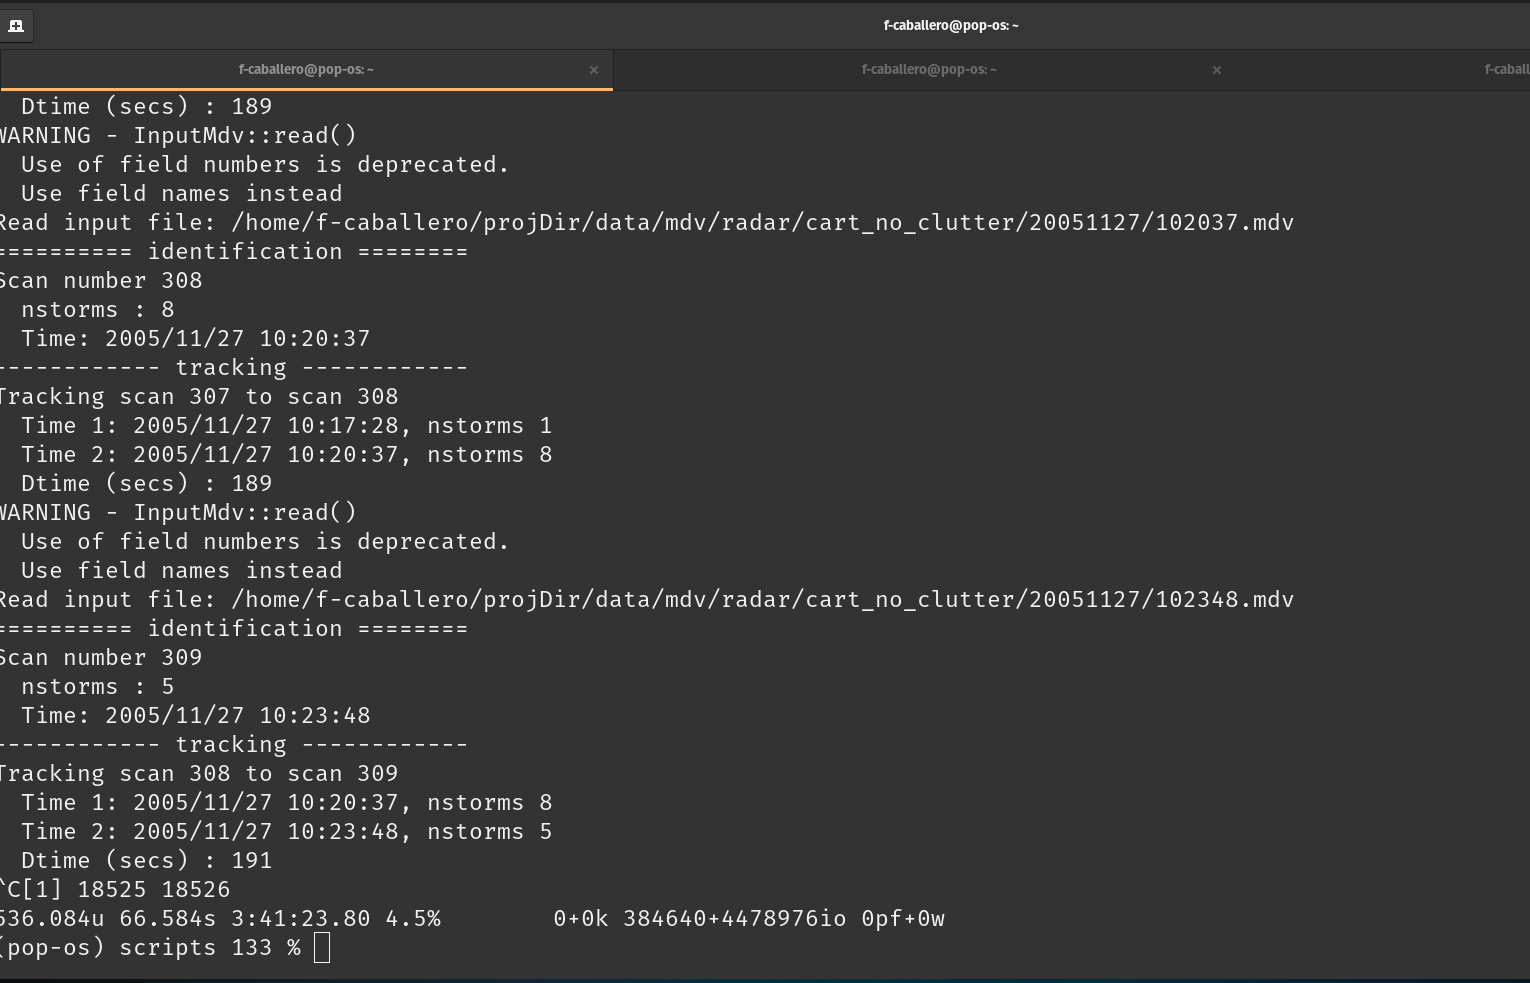 f-caballero@pop-os: ~
f-caballero@pop-os: ~ × f-caballero@pop-os: ~ × f-cabal
Dtime (secs) : 189
WARNING - InputMdv::read()
Use of field numbers is deprecated.
Use field names instead
Read input file: /home/f-caballero/projDir/data/mdv/radar/cart_no_clutter/20051127/102037.mdv
========== identification ========
Scan number 308
nstorms : 8
Time: 2005/11/27 10:20:37
------------ tracking ------------
Tracking scan 307 to scan 308
Time 1: 2005/11/27 10:17:28, nstorms 1
Time 2: 2005/11/27 10:20:37, nstorms 8
Dtime (secs) : 189
WARNING - InputMdv::read()
Use of field numbers is deprecated.
Use field names instead
Read input file: /home/f-caballero/projDir/data/mdv/radar/cart_no_clutter/20051127/102348.mdv
========== identification ========
Scan number 309
nstorms : 5
Time: 2005/11/27 10:23:48
------------ tracking ------------
Tracking scan 308 to scan 309
Time 1: 2005/11/27 10:20:37, nstorms 8
Time 2: 2005/11/27 10:23:48, nstorms 5
Dtime (secs) : 191
^C[1] 18525 18526
536.084u 66.584s 3:41:23.80 4.5% 0+0k 384640+4478976io 0pf+0w
(pop-os) scripts 133 %